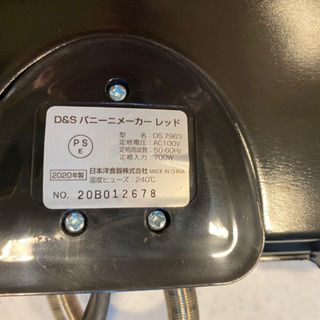 D&S パニーニメーカー レッド
PS
E
型 名 : DS.7963
定格電圧 : AC100V
定格周波数 : 50-60Hz
定格入力 : 700W
2020年製 日本洋食器株式会社 MADE IN CHINA
温度ヒューズ : 240℃
NO. 20B012678